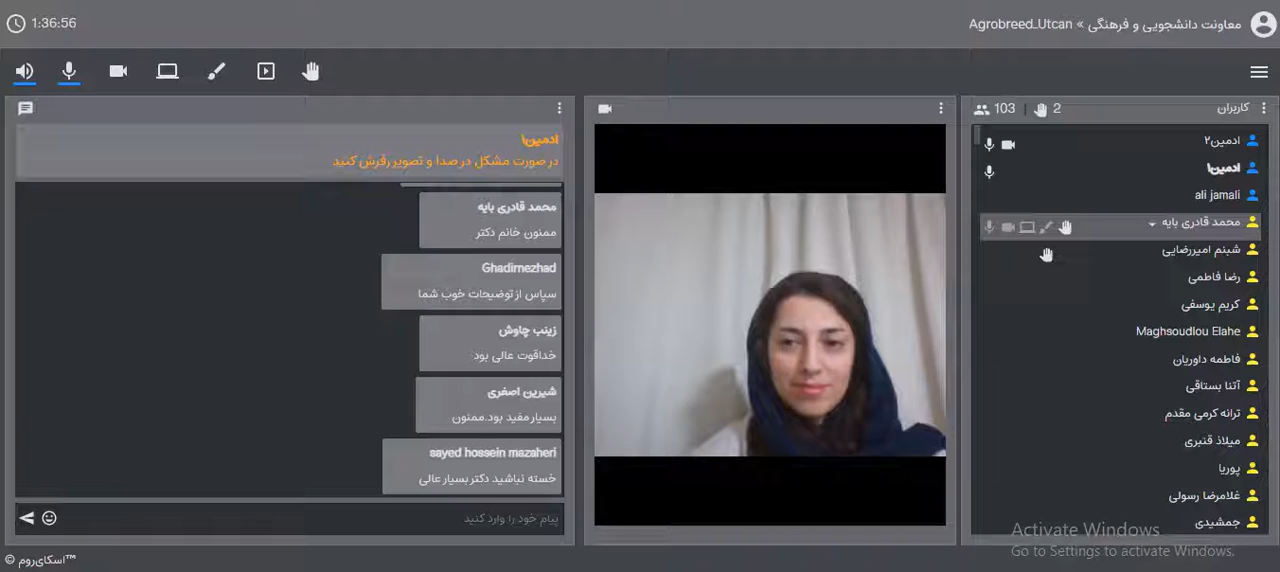 1:36:56
معاونت دانشجویی و فرهنگی » Agrobreed_Utcan
ادمین۱
در صورت مشکل در صدا و تصویر رفرش کنید
محمد قادری بایه
ممنون خانم دکتر
Ghadirnezhad
سپاس از توضیحات خوب شما
زینب چاوش
خداقوت عالی بود
شیرین اصغری
بسیار مفید بود.ممنون
sayed hossein mazaheri
خسته نباشید دکتر بسیار عالی
پیام خود را وارد کنید
کاربران
2 | 103
ادمین۲
ادمین۱
ali jamali
محمد قادری بایه
شبنم امیررضایی
رضا فاطمی
کریم یوسفی
Maghsoudlou Elahe
فاطمه داوریان
آتنا بستاقی
ترانه کرمی مقدم
میلاد قنبری
پوریا
غلامرضا رسولی
جمشیدی
Activate Windows
Go to Settings to activate Windows.
© اسکای‌روم™